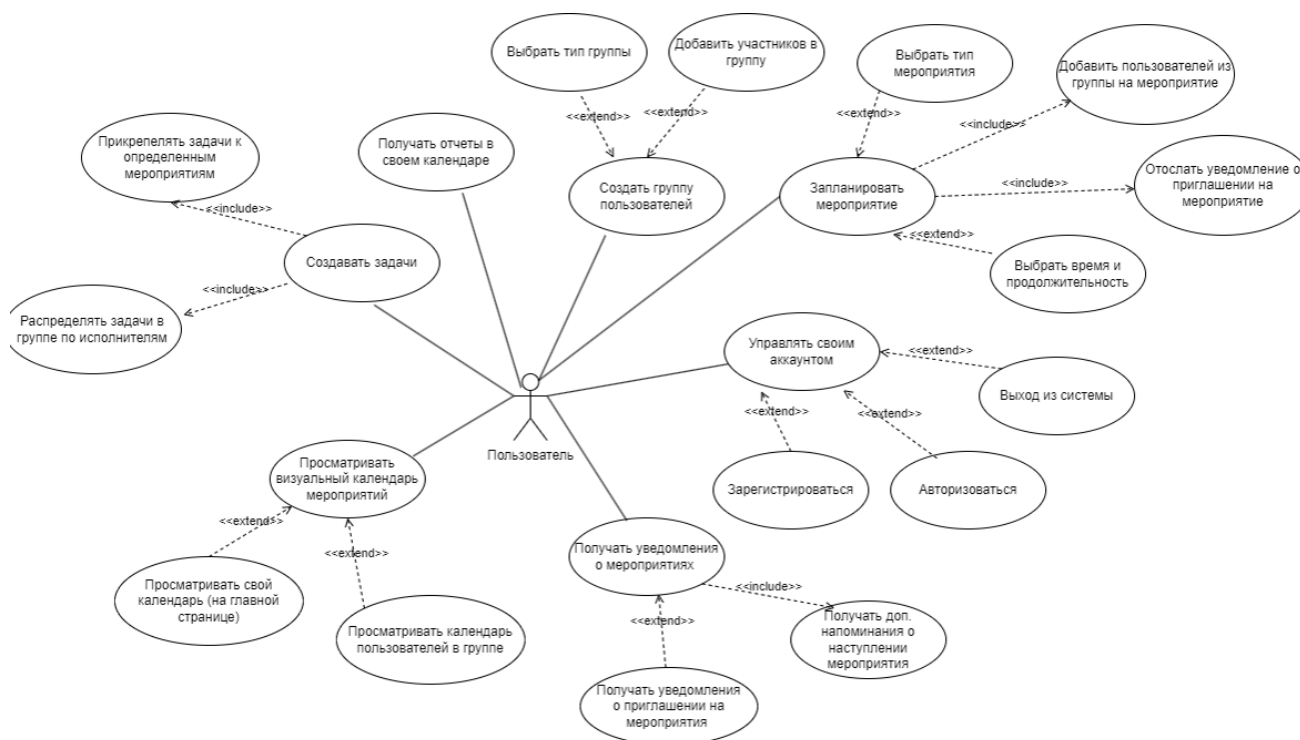 Выбрать тип группы
Добавить участников в
группу
Выбрать тип
мероприятия
Добавить пользователей из
группы на мероприятие
<<extend>>
<<extend>>
<<extend>>
<<include>>
Прикрепелять задачи к
определенным
мероприятиям
Получать отчеты в
своем календаре
Создать группу
пользователей
Запланировать
мероприятие
<<include>>
Отослать уведомление о
приглашении на
мероприятие
<<include>>
<<extend>>
Создавать задачи
Выбрать время и
продолжительность
<<include>>
Распределять задачи в
группе по исполнителям
Управлять своим
аккаунтом
<<extend>>
Выход из системы
<<extend>>
<<extend>>
Пользователь
Просматривать
визуальный календарь
мероприятий
Зарегистрироваться
Авторизоваться
<<extend>>
<<extend>>
Получать уведомления
о мероприятиях
<<include>>
Просматривать свой
календарь (на главной
странице)
Просматривать календарь
пользователей в группе
<<extend>>
Получать доп.
напоминания о
наступлении
мероприятия
Получать уведомления
о приглашении на
мероприятия